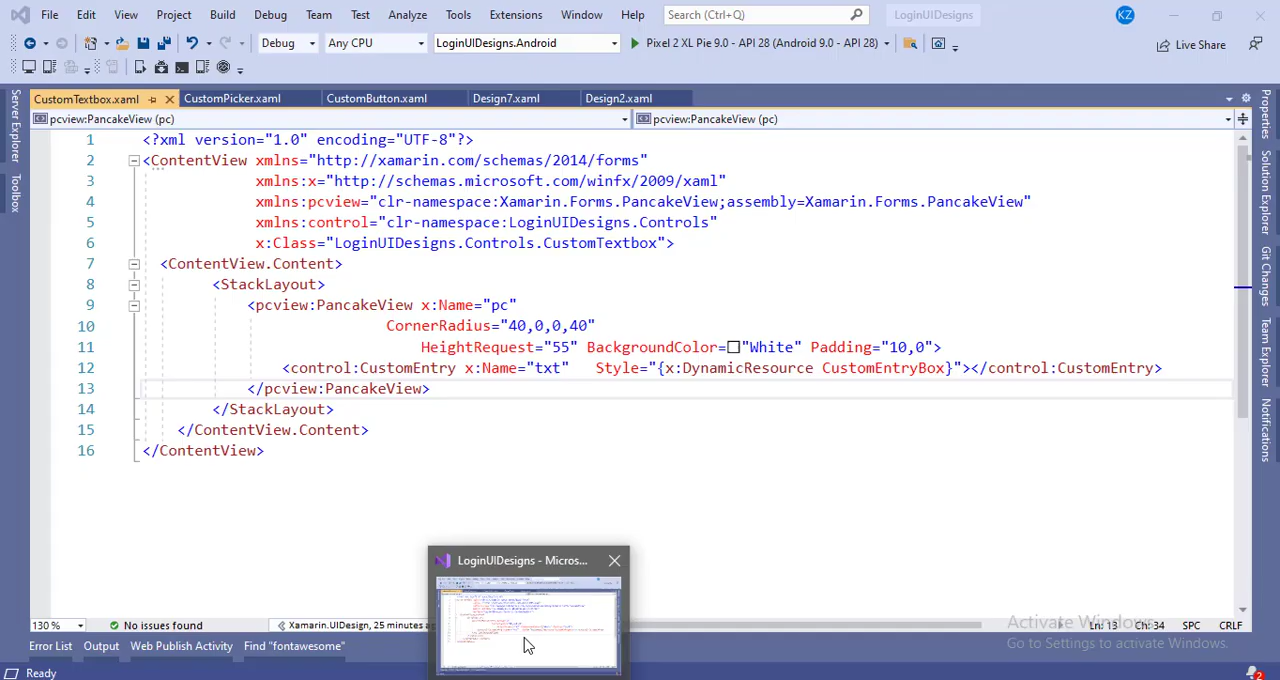 File Edit View Project Build Debug Team Test Analyze Tools Extensions Window Help Search (Ctrl+Q) LoginUIDesigns KZ
Debug Any CPU LoginUIDesigns.Android Pixel 2 XL Pie 9.0 - API 28 (Android 9.0 - API 28) Live Share
CustomTextbox.xaml CustomPicker.xaml CustomButton.xaml Design7.xaml Design2.xaml
pcview:PancakeView (pc) pcview:PancakeView (pc)
Server Explorer
Toolbox
1 <?xml version="1.0" encoding="UTF-8"?>
2 <ContentView xmlns="http://xamarin.com/schemas/2014/forms"
3 xmlns:x="http://schemas.microsoft.com/winfx/2009/xaml"
4 xmlns:pcview="clr-namespace:Xamarin.Forms.PancakeView;assembly=Xamarin.Forms.PancakeView"
5 xmlns:control="clr-namespace:LoginUIDesigns.Controls"
6 x:Class="LoginUIDesigns.Controls.CustomTextbox">
7 <ContentView.Content>
8 <StackLayout>
9 <pcview:PancakeView x:Name="pc"
10 CornerRadius="40,0,0,40"
11 HeightRequest="55" BackgroundColor="White" Padding="10,0">
12 <control:CustomEntry x:Name="txt" Style="{x:DynamicResource CustomEntryBox}"></control:CustomEntry>
13 </pcview:PancakeView>
14 </StackLayout>
15 </ContentView.Content>
16 </ContentView>
Properties
Solution Explorer
Git Changes
Team Explorer
Notifications
LoginUIDesigns - Micros...
130 % No issues found Xamarin.UIDesign, 25 minutes a Ln: 13 Ch: 34 SPC CRLF
Activate Windows
Go to Settings to activate Windows.
Error List Output Web Publish Activity Find "fontawesome"
Ready 2